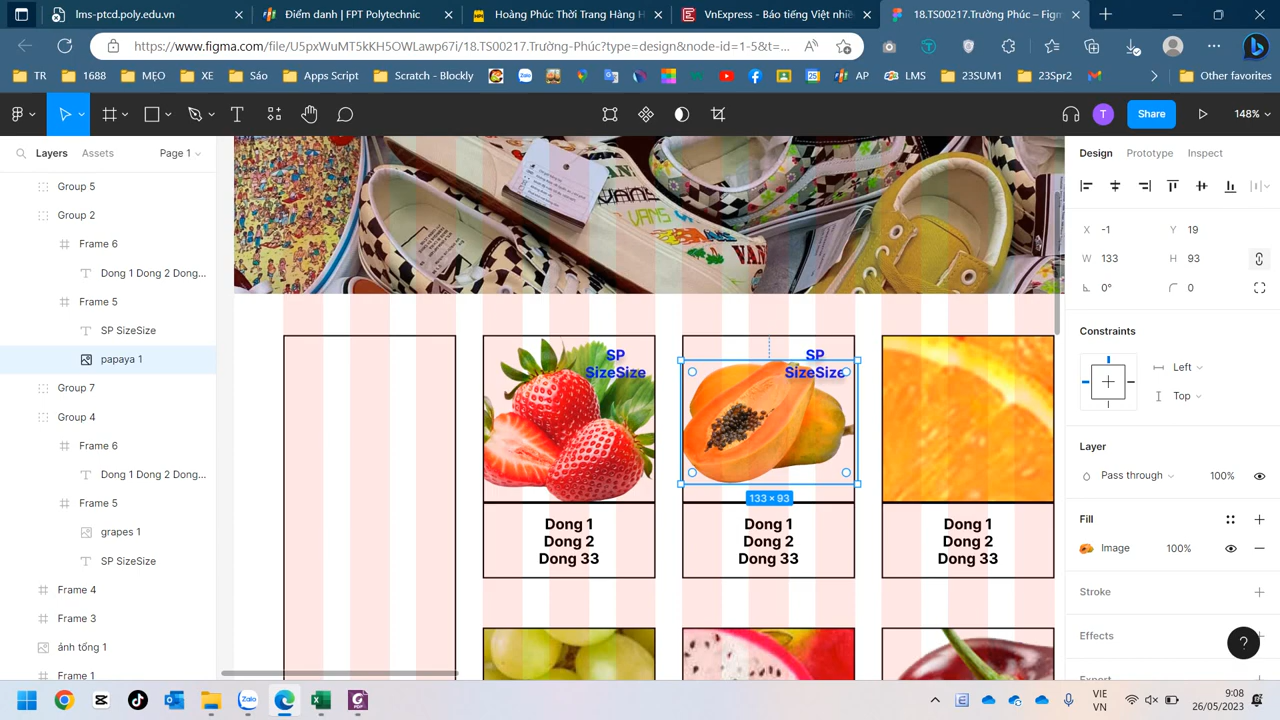 lms-ptcd.poly.edu.vn
Điểm danh | FPT Polytechnic
Hoàng Phúc Thời Trang Hàng H
VnExpress - Báo tiếng Việt nhiề
18.TS00217.Trường Phúc – Fig
https://www.figma.com/file/U5pxWuMT5kKH5OWLawp67i/18.TS00217.Trường-Phúc?type=design&node-id=1-5&t=...
TR
1688
MẸO
XE
Sáo
Apps Script
Scratch - Blockly
AP
LMS
23SUM1
23Spr2
Other favorites
Share
148%
Layers
Assets
Page 1
Design
Prototype
Inspect
Group 5
Group 2
Frame 6
Dong 1 Dong 2 Dong...
Frame 5
SP SizeSize
papaya 1
Group 7
Group 4
Frame 6
Dong 1 Dong 2 Dong...
Frame 5
grapes 1
SP SizeSize
Frame 4
Frame 3
ảnh tổng 1
Frame 1
VANS
SP
SizeSize
SP
SizeSize
133 × 93
Dong 1
Dong 2
Dong 33
Dong 1
Dong 2
Dong 33
Dong 1
Dong 2
Dong 33
X -1 Y 19
W 133 H 93
0° 0
Constraints
Left
Top
Layer
Pass through 100%
Fill
Image 100%
Stroke
Effects
Export
?
VIE
VN
9:08
26/05/2023